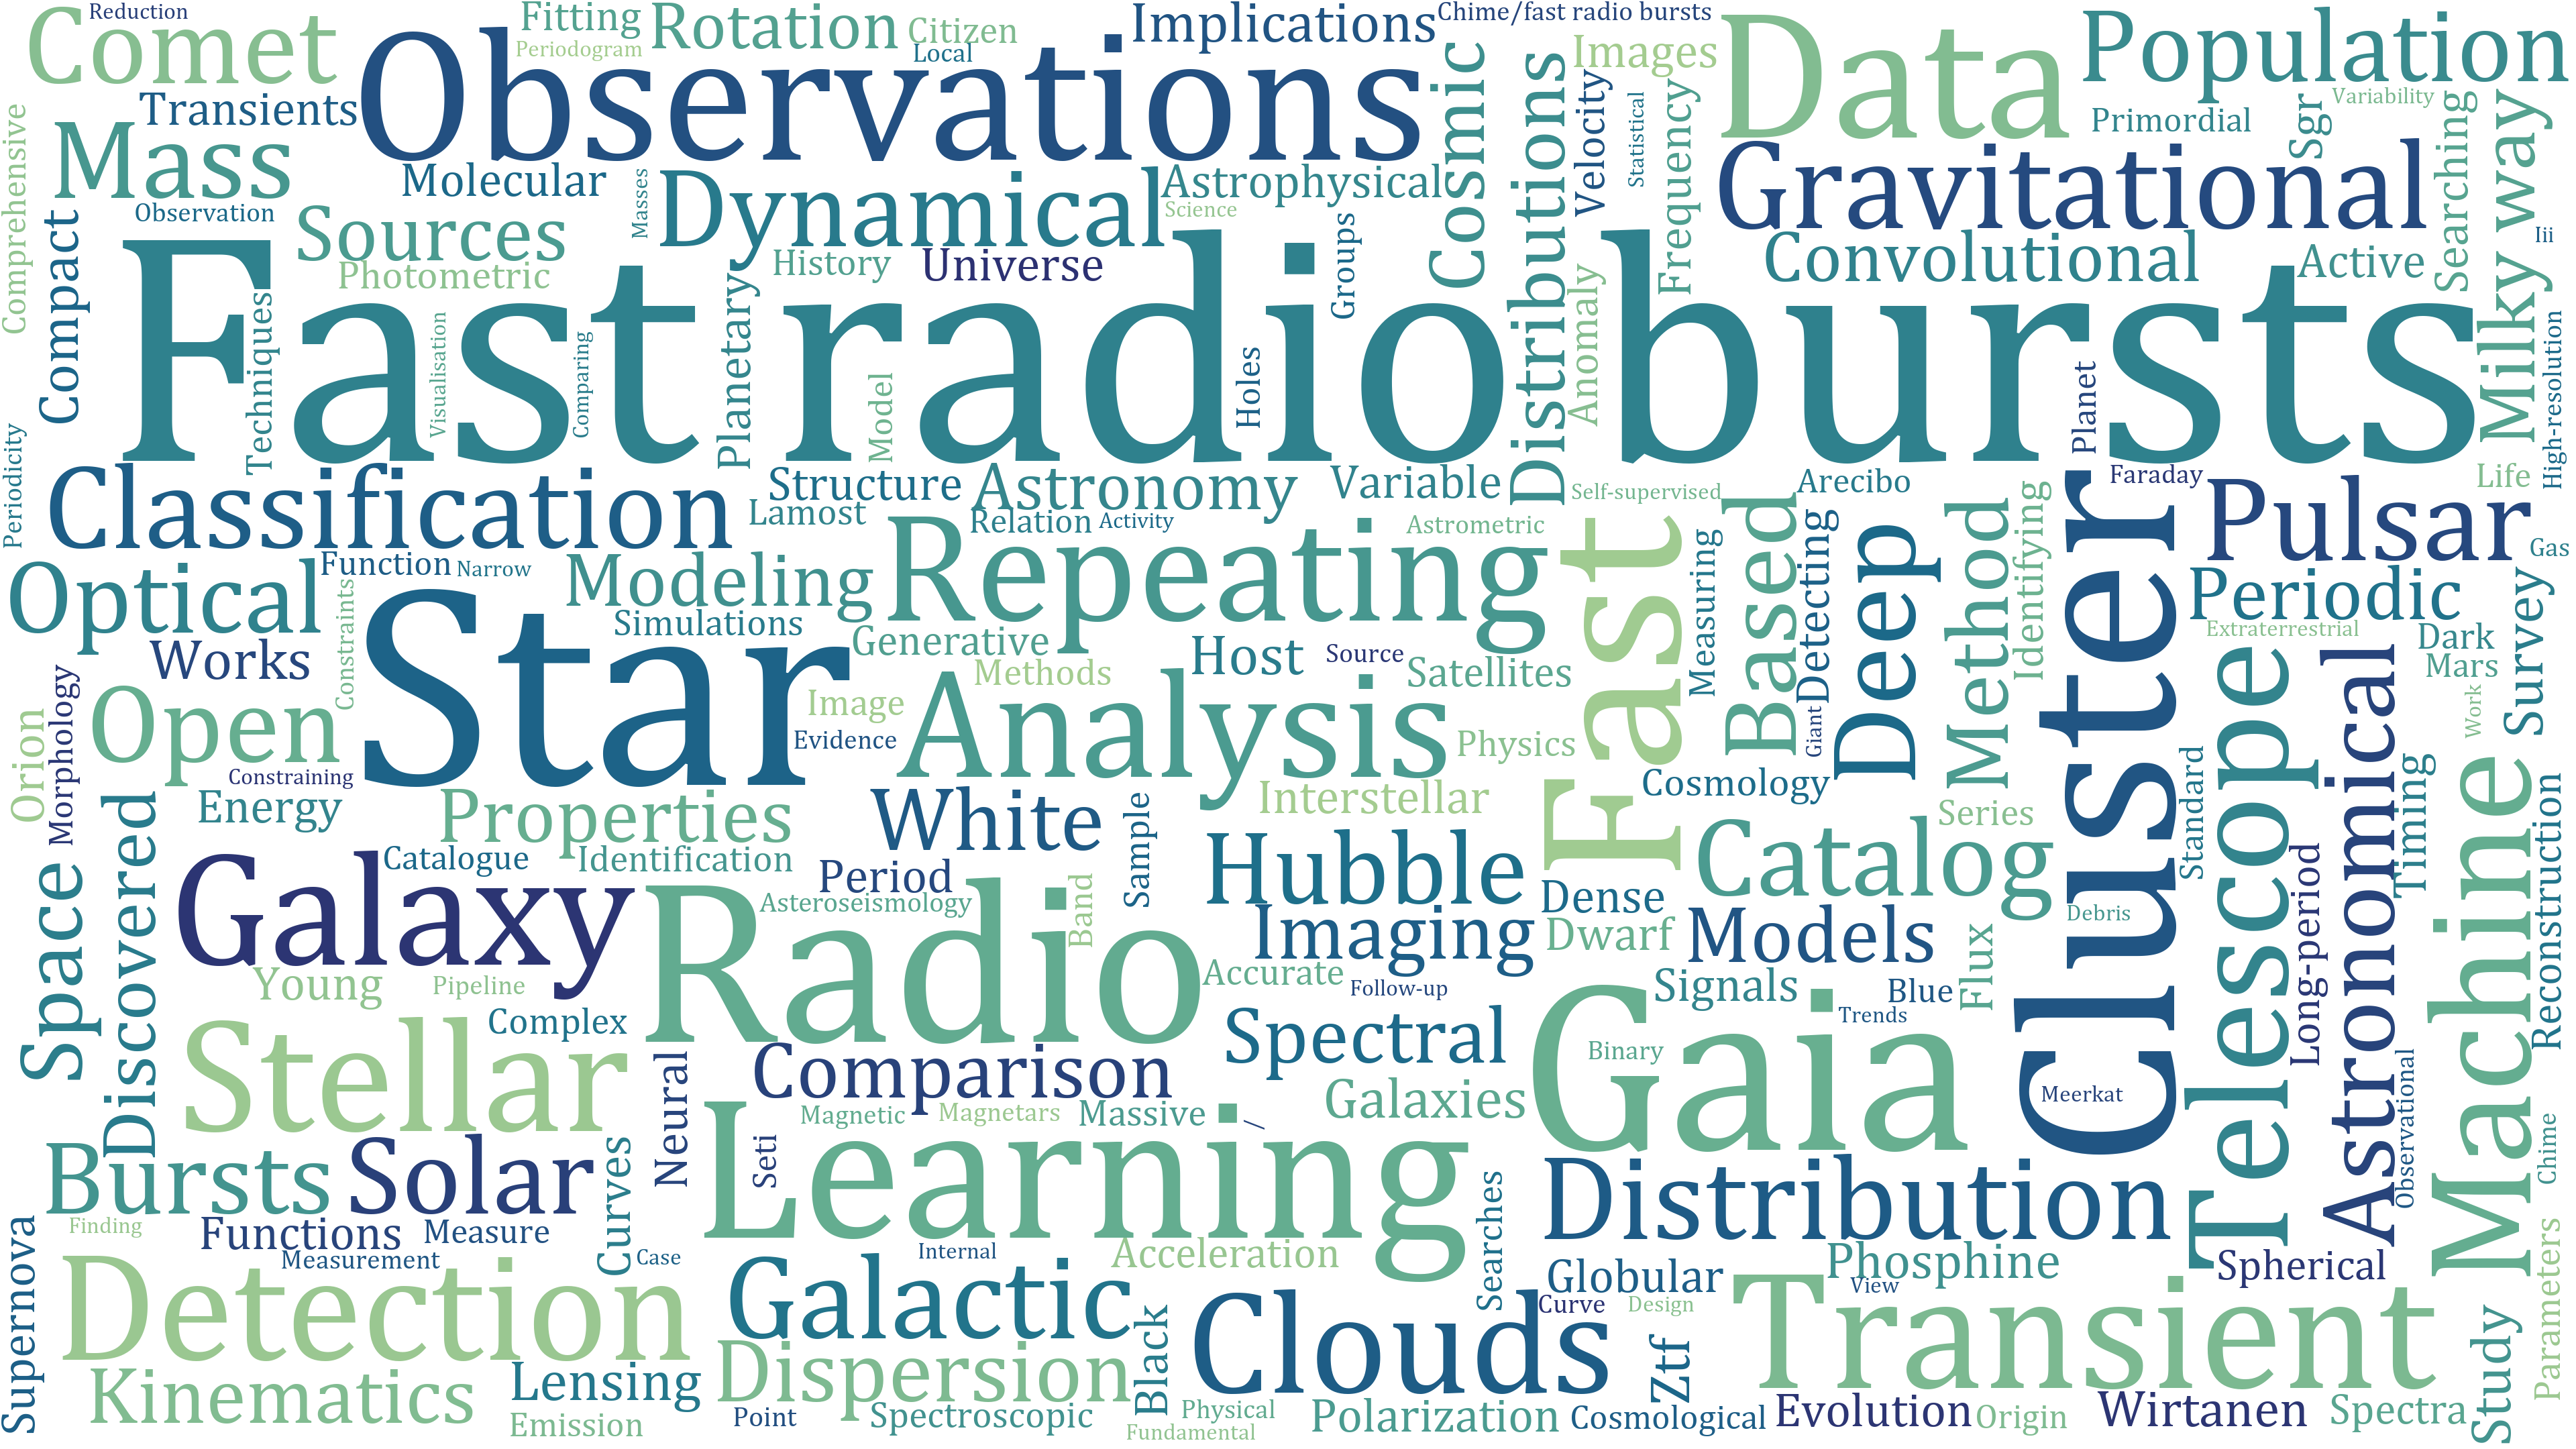 Reduction
Comet
Fitting
Periodogram
Rotation
Citizen
Local
Implications
Chime/fast radio bursts
Observations
Cosmic
Images
Data
Population
Variability
Primordial
Sgr
Searching
Milky way
Comprehensive
Transients
Mass
Observation
Compact
Molecular
Masses
Dynamical
Astrophysical
Science
Distributions
Velocity
Statistical
Frequency
Gravitational
Convolutional
Active
Iii
Sources
Photometric
History
Universe
Groups
Anomaly
Fast radio bursts
Techniques
Visualisation
Comparing
Planetary
Model
Holes
Planet
High-resolution
Periodicity
Classification
Structure
Lamost
Astronomy
Relation
Activity
Variable
Self-supervised
Astrometric
Arecibo
Faraday
Life
Pulsar
Gas
Optical
Function
Narrow
Constraints
Modeling
Simulations
Repeating
Generative
Fast
Measuring
Based
Detecting
Deep
Method
Identifying
Cluster
Periodic
Extraterrestrial
Dark
Mars
Survey
Works
Star
Methods
Host
Source
Satellites
Image
Evidence
Analysis
Physics
Giant
Work
Open
Orion
Morphology
Constraining
Energy
Properties
Identification
White
Sample
Interstellar
Cosmology
Series
Telescope
Standard
Astronomical
Timing
Long-period
Machine
Reconstruction
Space
Discovered
Galaxy
Catalogue
Period
Asteroseismology
Band
Hubble
Imaging
Dense
Dwarf
Catalog
Models
Debris
Flux
Young
Pipeline
Complex
Radio
Accurate
Follow-up
Signals
Blue
Trends
Stellar
Neural
Comparison
Spectral
Binary
Gaia
Meerkat
Observational
Chime
Magnetic
Magnetars
Massive
/
Galaxies
Bursts
Solar
Curves
Seti
Learning
Distribution
Finding
Functions
Measure
Measurement
Case
Internal
Acceleration
Searches
Globular
Phosphine
View
Spherical
Parameters
Supernova
Detection
Galactic
Clouds
Curve
Design
Transient
Study
Kinematics
Lensing
Dispersion
Black
Ztf
Emission
Point
Spectroscopic
Physical
Fundamental
Polarization
Cosmological
Evolution
Origin
Wirtanen
Spectra